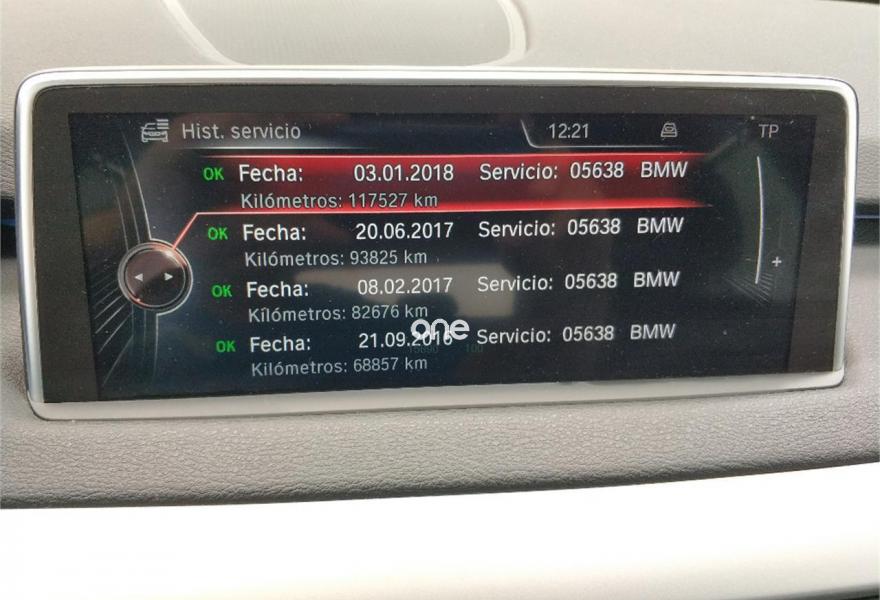 Hist. servicio 12:21 TP
OK Fecha: 03.01.2018 Servicio: 05638 BMW
Kilómetros: 117527 km
OK Fecha: 20.06.2017 Servicio: 05638 BMW
Kilómetros: 93825 km
+
OK Fecha: 08.02.2017 Servicio: 05638 BMW
Kilómetros: 82676 km
one
OK Fecha: 21.09.2016 Servicio: 05638 BMW
Kilómetros: 68857 km